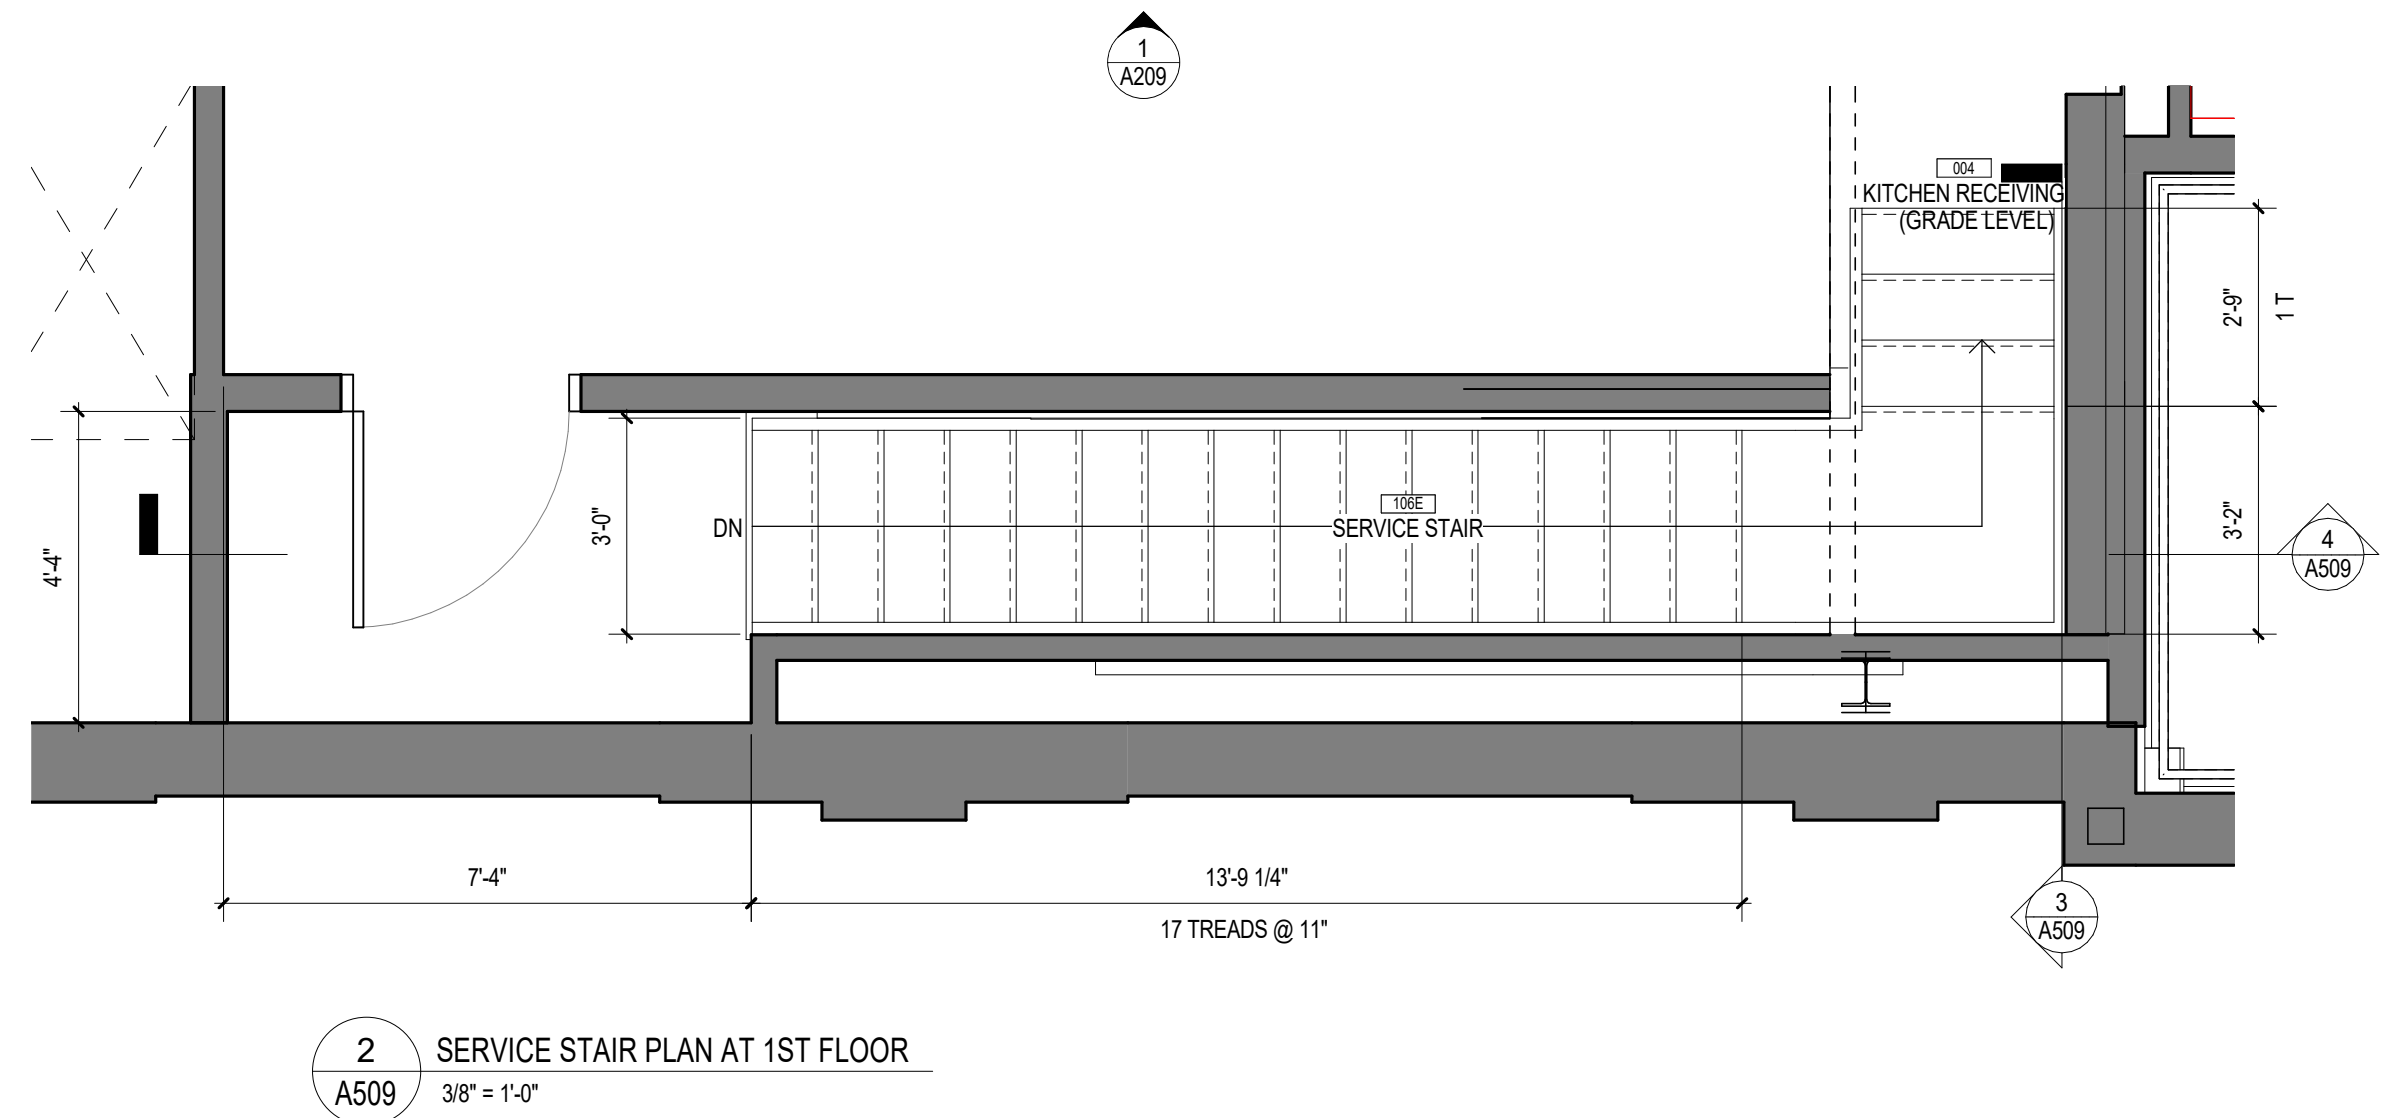 1
A209
004
KITCHEN RECEIVING
(GRADE LEVEL)
2'-9"
1 T
3'-2"
4
A509
4'-4"
3'-0"
DN
106E
SERVICE STAIR
7'-4"
13'-9 1/4"
17 TREADS @ 11"
3
A509
2
A509
SERVICE STAIR PLAN AT 1ST FLOOR
3/8" = 1'-0"